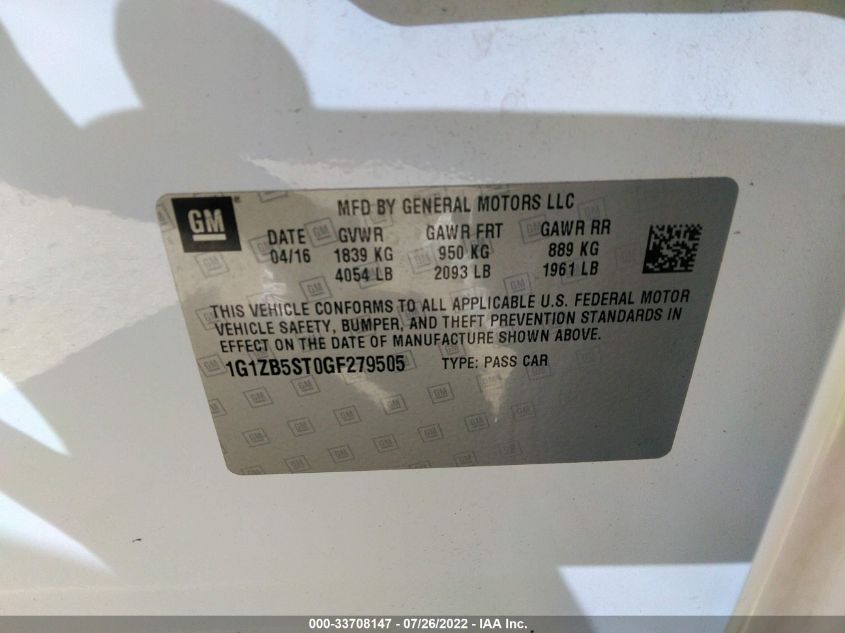 GM
MFD BY GENERAL MOTORS LLC
DATE GVWR GAWR FRT GAWR RR
04/16 1839 KG 950 KG 889 KG
4054 LB 2093 LB 1961 LB
THIS VEHICLE CONFORMS TO ALL APPLICABLE U.S. FEDERAL MOTOR
VEHICLE SAFETY, BUMPER, AND THEFT PREVENTION STANDARDS IN
EFFECT ON THE DATE OF MANUFACTURE SHOWN ABOVE.
1G1ZB5ST0GF279505 TYPE: PASS CAR
000-33708147 - 07/26/2022 - IAA Inc.